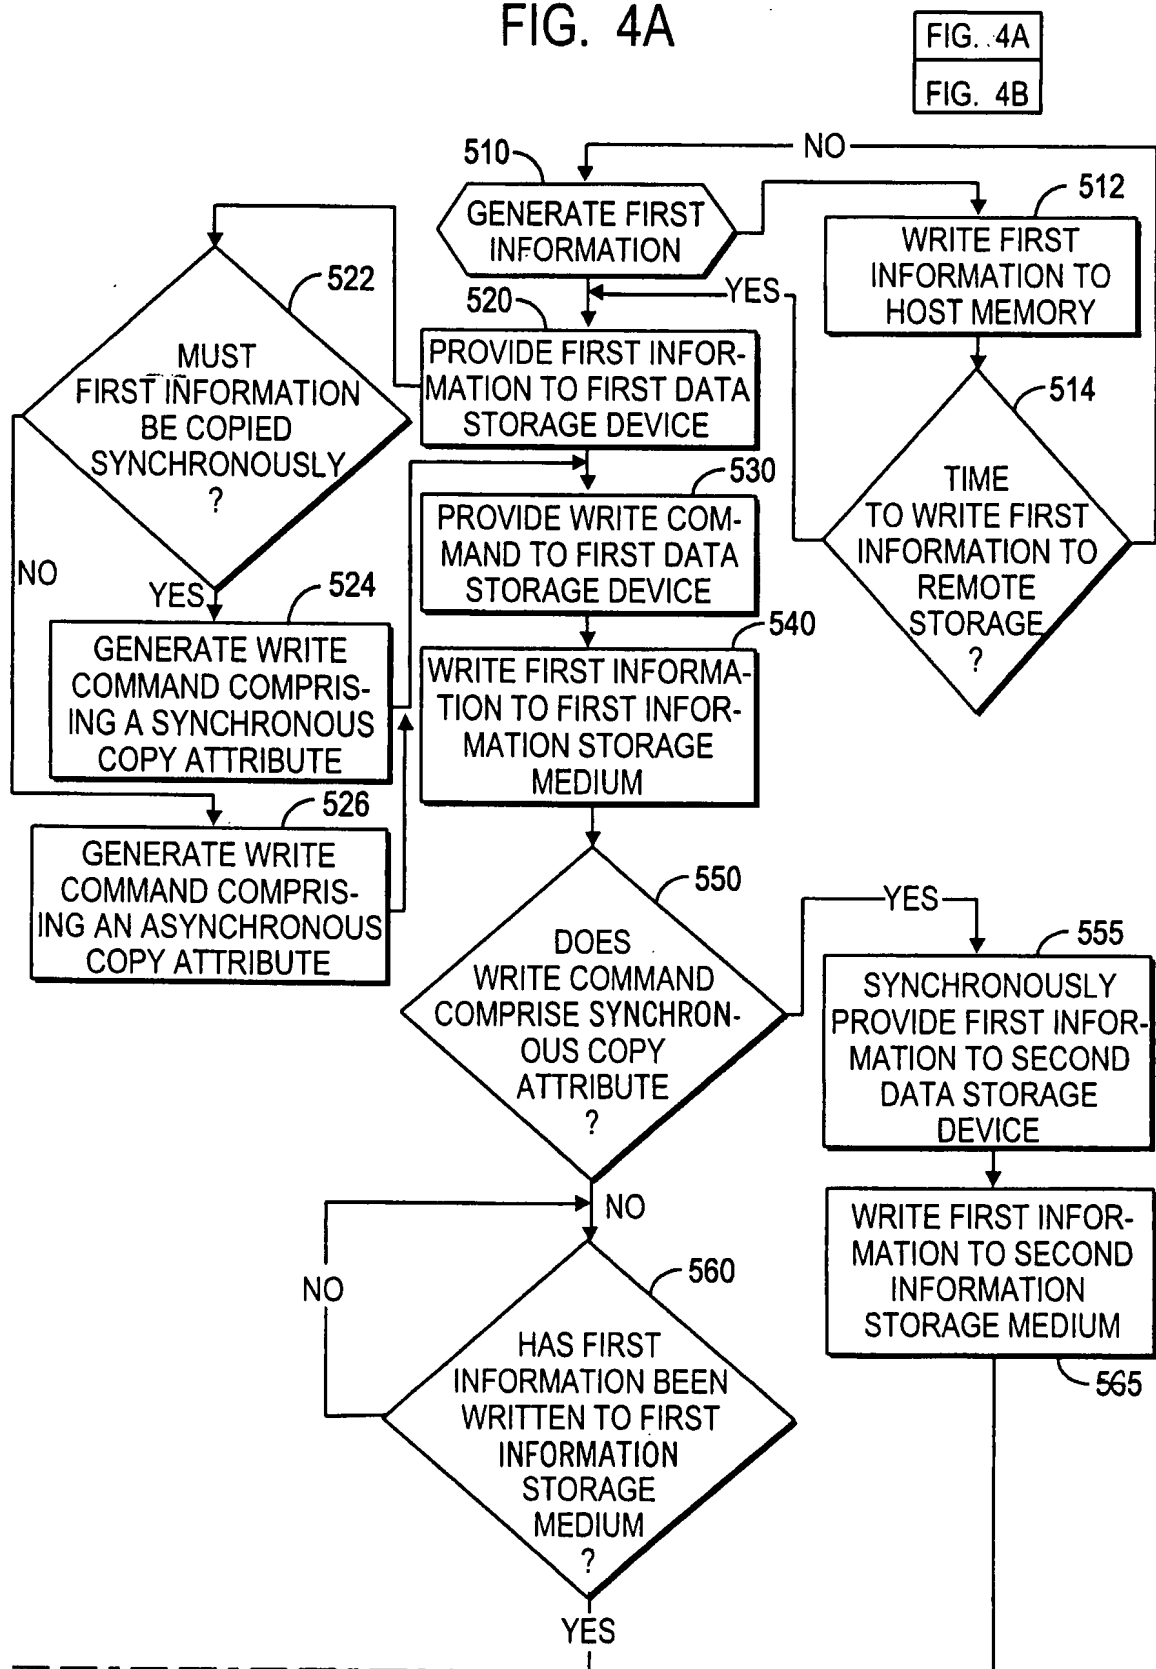 FIG. 4A
FIG. 4A
FIG. 4B
NO
510
GENERATE FIRST
INFORMATION
512
WRITE FIRST
INFORMATION TO
HOST MEMORY
YES
514
TIME
TO WRITE FIRST
INFORMATION TO
REMOTE
STORAGE
?
520
PROVIDE FIRST INFOR-
MATION TO FIRST DATA
STORAGE DEVICE
522
MUST
FIRST INFORMATION
BE COPIED
SYNCHRONOUSLY
?
NO
YES
524
GENERATE WRITE
COMMAND COMPRIS-
ING A SYNCHRONOUS
COPY ATTRIBUTE
526
GENERATE WRITE
COMMAND COMPRIS-
ING AN ASYNCHRONOUS
COPY ATTRIBUTE
530
PROVIDE WRITE COM-
MAND TO FIRST DATA
STORAGE DEVICE
540
WRITE FIRST INFORMA-
TION TO FIRST INFOR-
MATION STORAGE
MEDIUM
550
DOES
WRITE COMMAND
COMPRISE SYNCHRON-
OUS COPY
ATTRIBUTE
?
YES
555
SYNCHRONOUSLY
PROVIDE FIRST INFOR-
MATION TO SECOND
DATA STORAGE
DEVICE
WRITE FIRST INFOR-
MATION TO SECOND
INFORMATION
STORAGE MEDIUM
565
NO
NO
560
HAS FIRST
INFORMATION BEEN
WRITTEN TO FIRST
INFORMATION
STORAGE
MEDIUM
?
YES